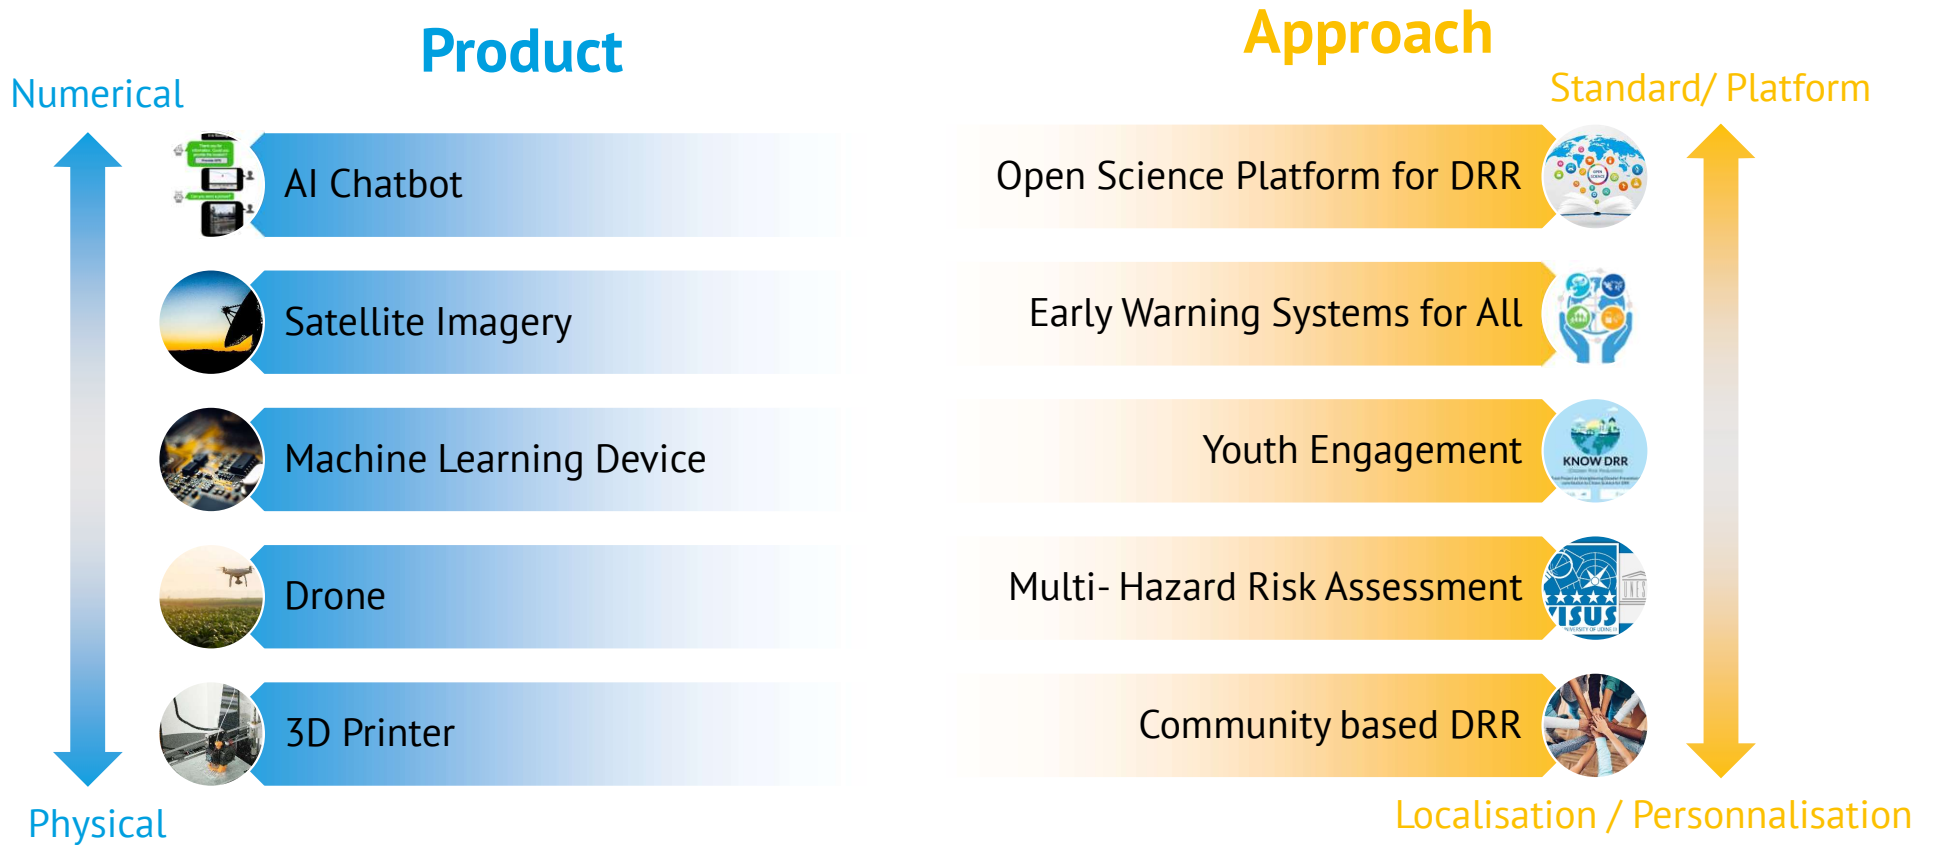 Product
Approach
Numerical
Standard/ Platform
AI Chatbot
Open Science Platform for DRR
OPEN
SCIENCE
Satellite Imagery
Early Warning Systems for All
Machine Learning Device
Youth Engagement
KNOW DRR
Drone
Multi- Hazard Risk Assessment
3D Printer
Community based DRR
Physical
Localisation / Personnalisation